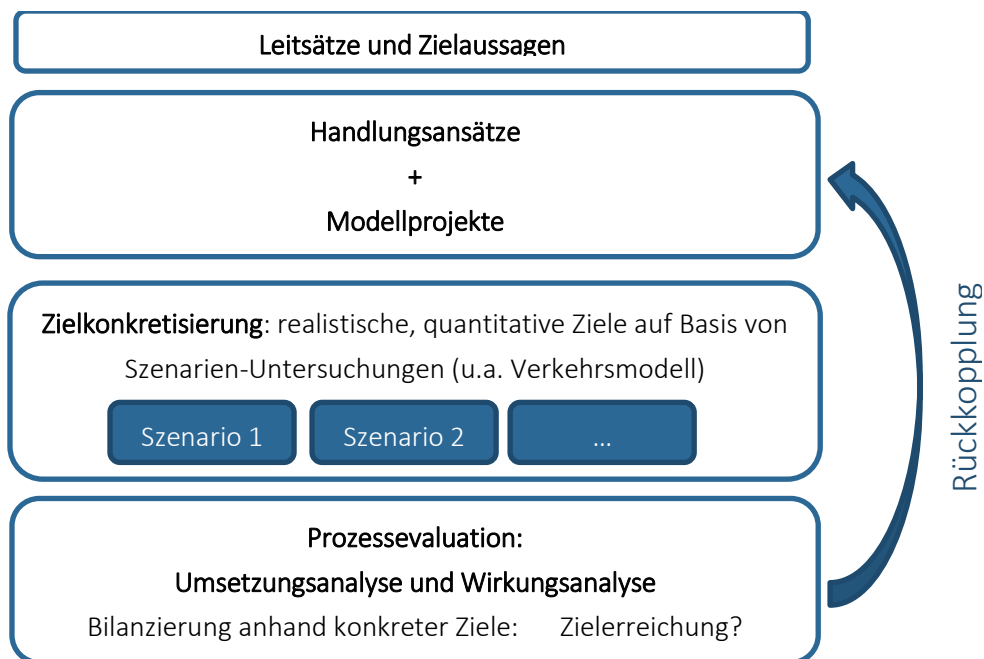 Leitsätze und Zielaussagen
Handlungsansätze
+
Modellprojekte
Zielkonkretisierung: realistische, quantitative Ziele auf Basis von
Szenarien-Untersuchungen (u.a. Verkehrsmodell)
Szenario 1
Szenario 2
...
Prozessevaluation:
Umsetzungsanalyse und Wirkungsanalyse
Bilanzierung anhand konkreter Ziele: Zielerreichung?
Rückkopplung